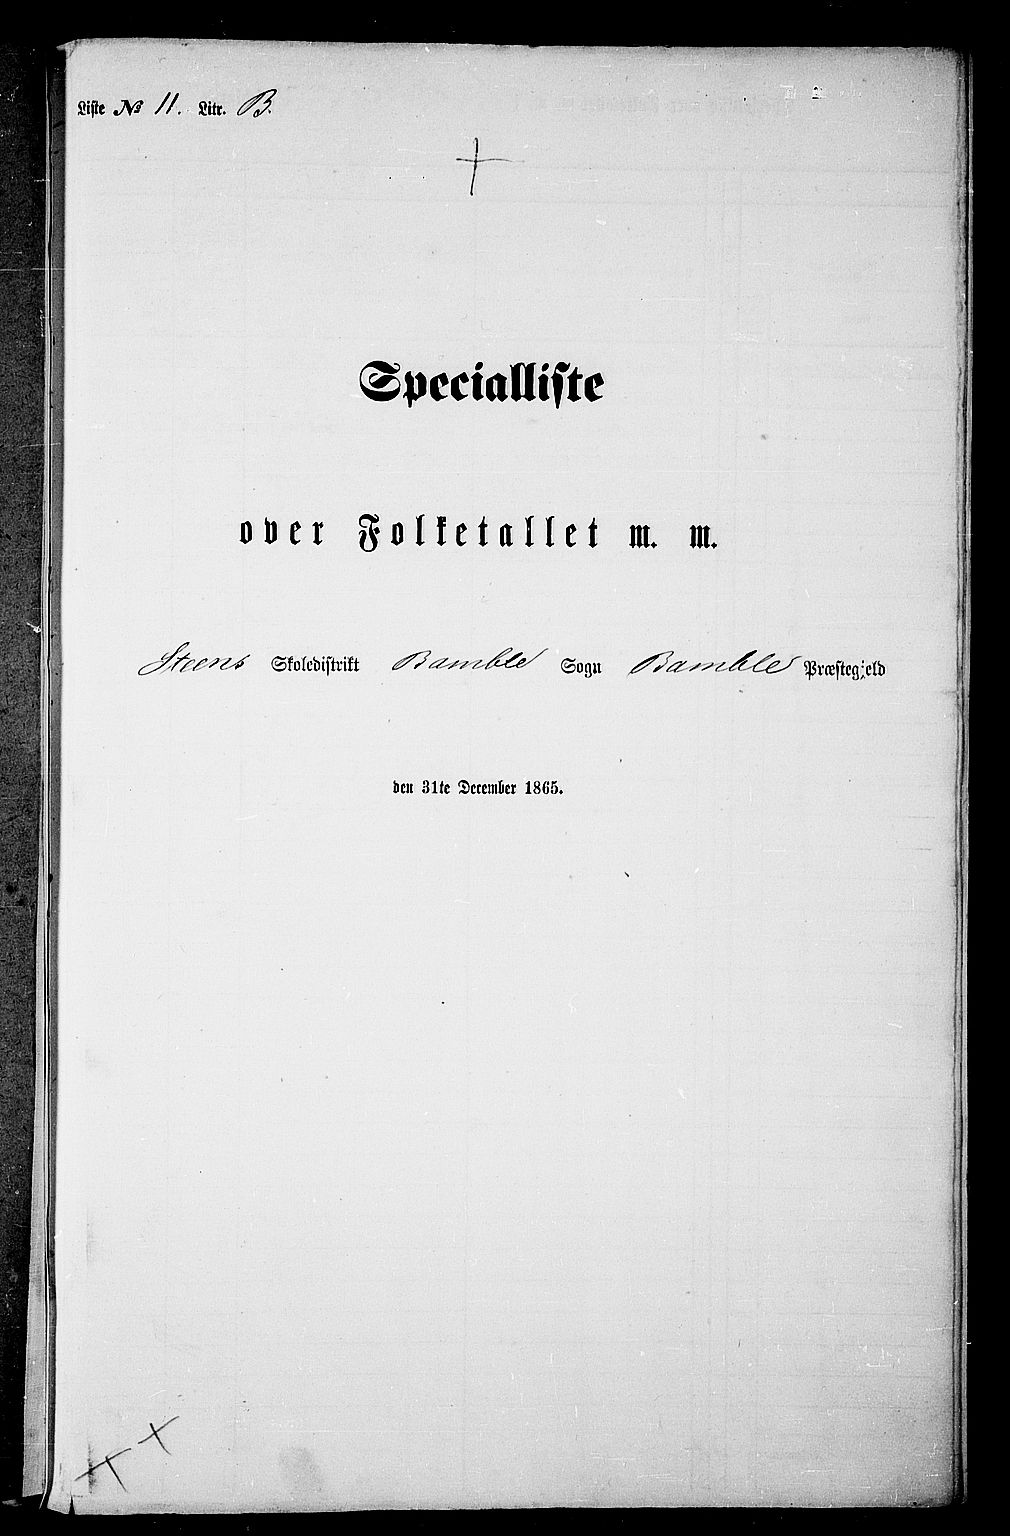 Liste № 11. Litr. B.
Specialliste
over Folketallet m. m.
Steens Skoledistrikt Bamble Sogn Bamble Præstegjeld
den 31te December 1865.